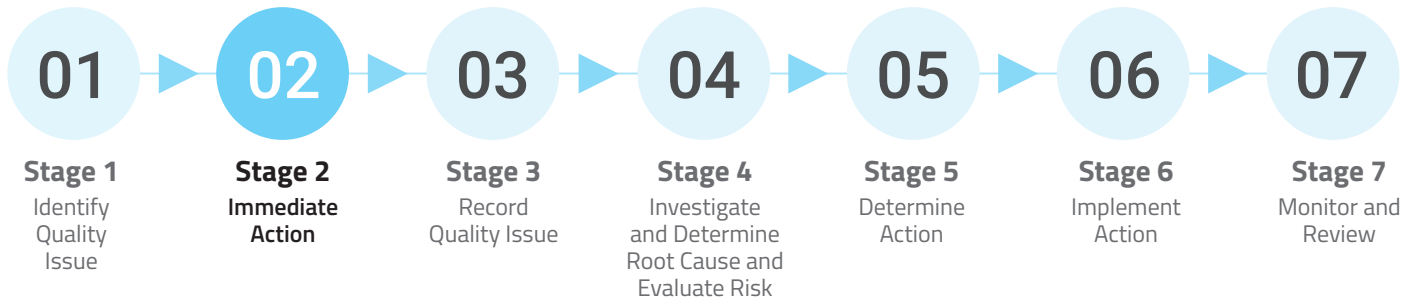 01
02
03
04
05
06
07
Stage 1
Identify
Quality
Issue
Stage 2
Immediate
Action
Stage 3
Record
Quality Issue
Stage 4
Investigate
and Determine
Root Cause and
Evaluate Risk
Stage 5
Determine
Action
Stage 6
Implement
Action
Stage 7
Monitor and
Review